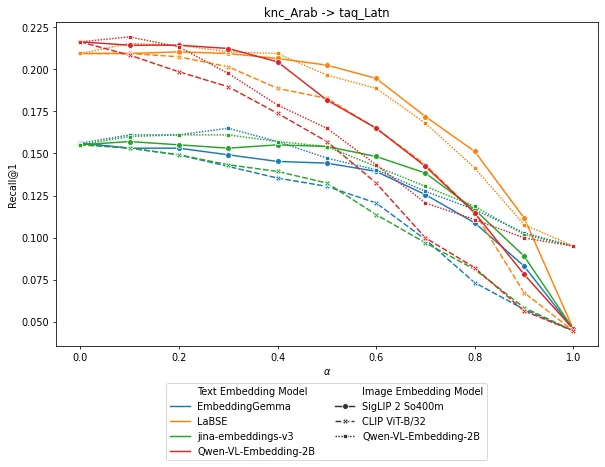 knc_Arab -> taq_Latn
Recall@1
0.225
0.200
0.175
0.150
0.125
0.100
0.075
0.050
0.0 0.2 0.4 0.6 0.8 1.0
α
Text Embedding Model
EmbeddingGemma
LaBSE
jina-embeddings-v3
Qwen-VL-Embedding-2B
Image Embedding Model
SigLIP 2 So400m
CLIP ViT-B/32
Qwen-VL-Embedding-2B